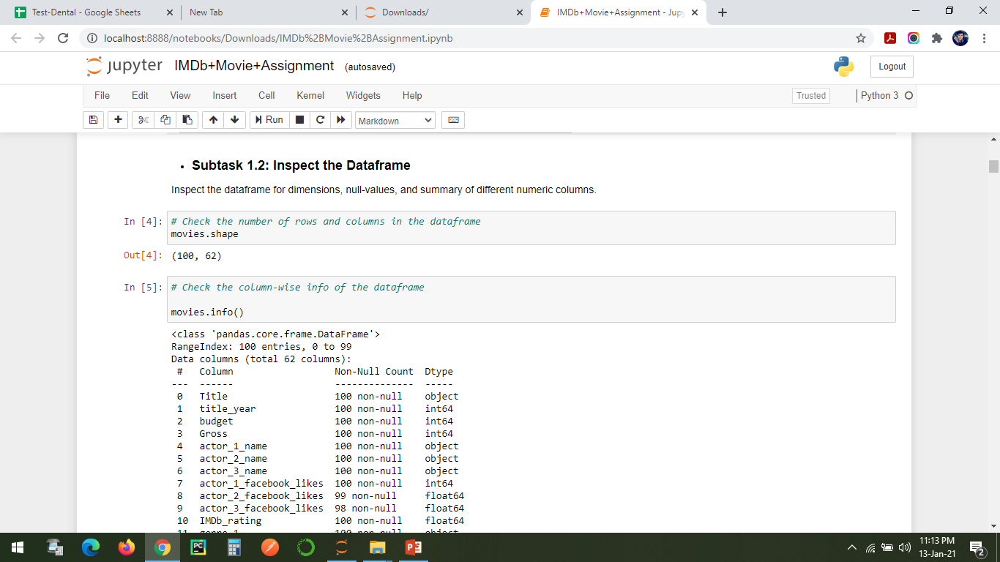 Test-Dental - Google Sheets
New Tab
Downloads/
IMDb+Movie+Assignment - Jup
localhost:8888/notebooks/Downloads/IMDb%2BMovie%2BAssignment.ipynb
jupyter IMDb+Movie+Assignment (autosaved)
Logout
File Edit View Insert Cell Kernel Widgets Help
Trusted
Python 3
Run
Markdown
• Subtask 1.2: Inspect the Dataframe
Inspect the dataframe for dimensions, null-values, and summary of different numeric columns.
In [4]: # Check the number of rows and columns in the dataframe
movies.shape
Out[4]: (100, 62)
In [5]: # Check the column-wise info of the dataframe
movies.info()
<class 'pandas.core.frame.DataFrame'>
RangeIndex: 100 entries, 0 to 99
Data columns (total 62 columns):
# Column Non-Null Count Dtype
--- ------ -------------- -----
0 Title 100 non-null object
1 title_year 100 non-null int64
2 budget 100 non-null int64
3 Gross 100 non-null int64
4 actor_1_name 100 non-null object
5 actor_2_name 100 non-null object
6 actor_3_name 100 non-null object
7 actor_1_facebook_likes 100 non-null int64
8 actor_2_facebook_likes 99 non-null float64
9 actor_3_facebook_likes 98 non-null float64
10 IMDb_rating 100 non-null float64
11 genre_1 100 non-null object
PC
11:13 PM
13-Jan-21
2